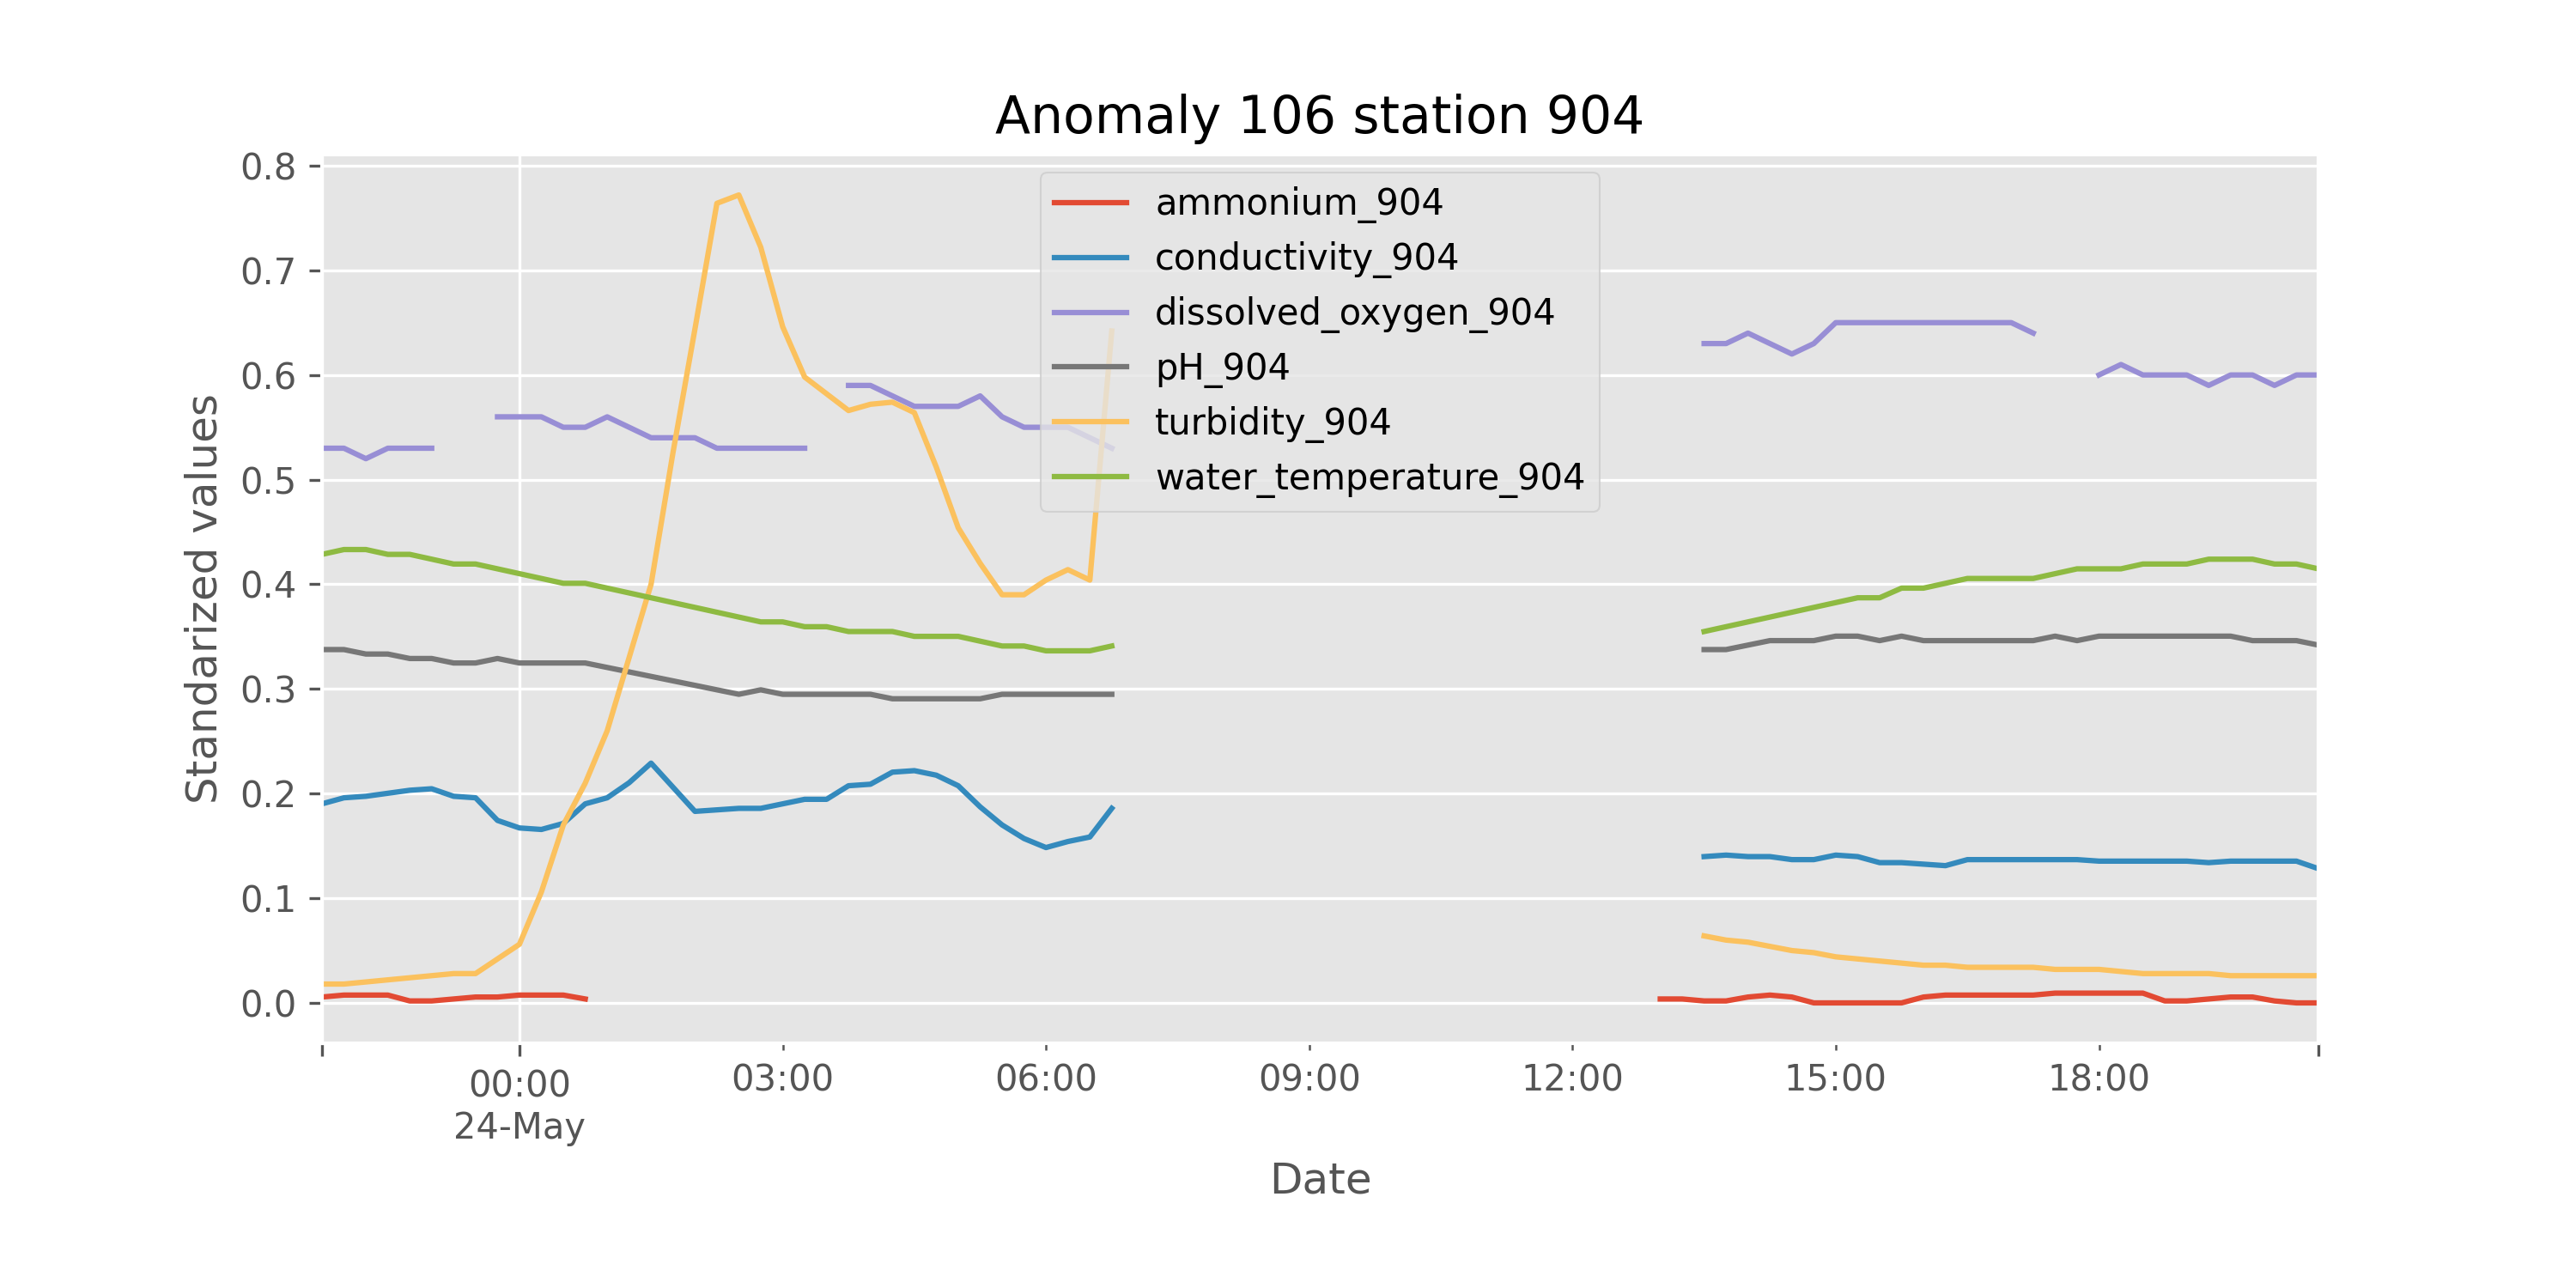 Anomaly 106 station 904
0.8
0.7
0.6
0.5
0.4
0.3
0.2
0.1
0.0
Standarized values
ammonium_904
conductivity_904
dissolved_oxygen_904
pH_904
turbidity_904
water_temperature_904
00:00 03:00 06:00 09:00 12:00 15:00 18:00
24-May
Date